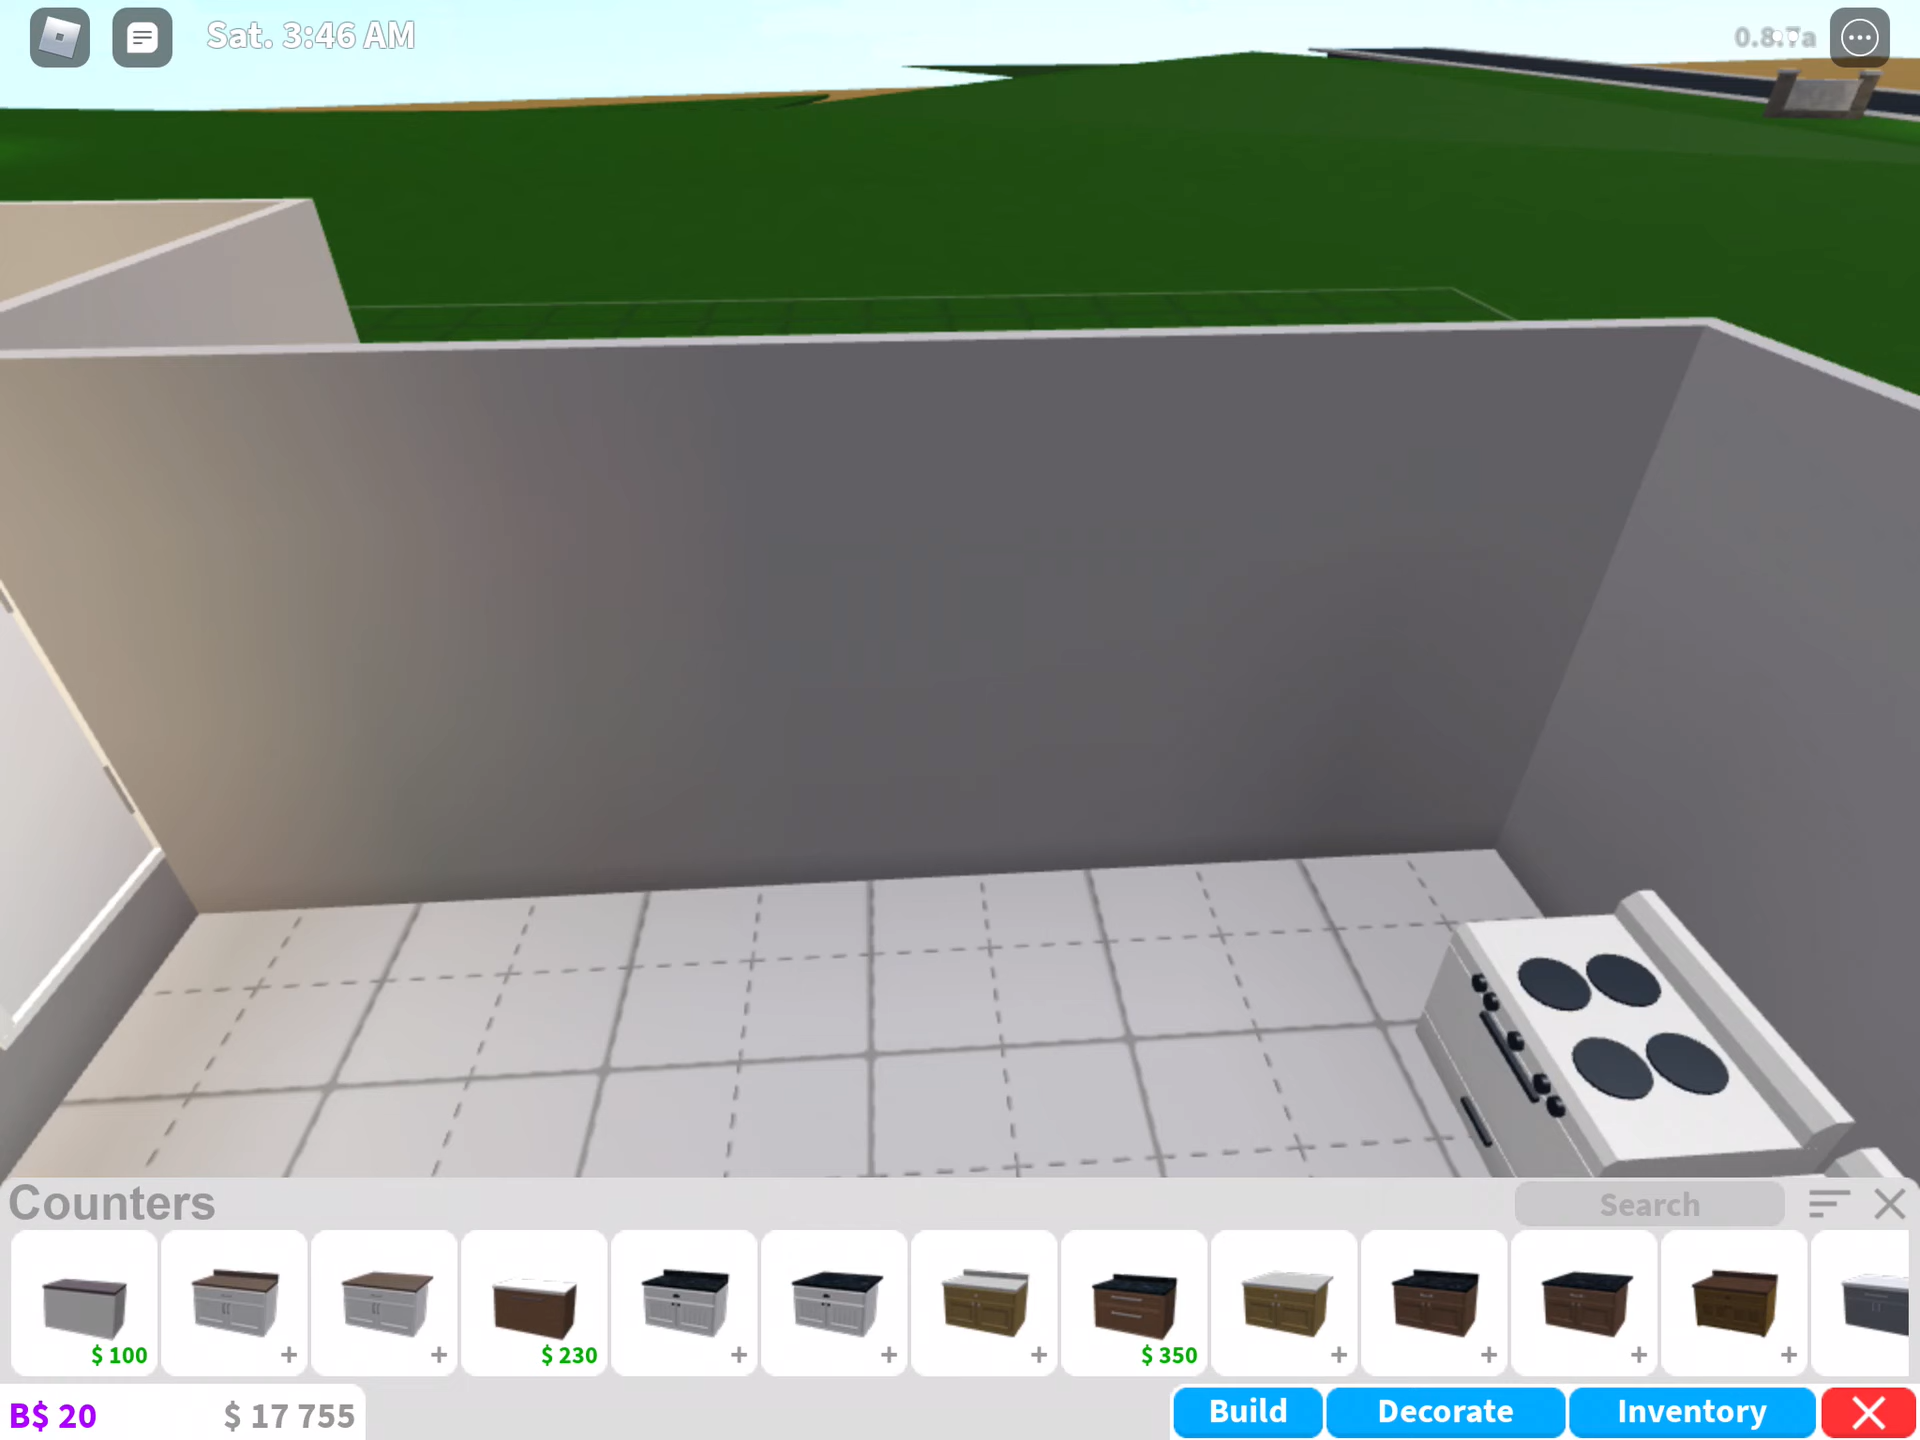 Sat. 3:46 AM
Counters
Search
$ 100
+
+
$ 230
+
+
+
$ 350
+
+
+
+
B$ 20
$ 17 755
Build
Decorate
Inventory